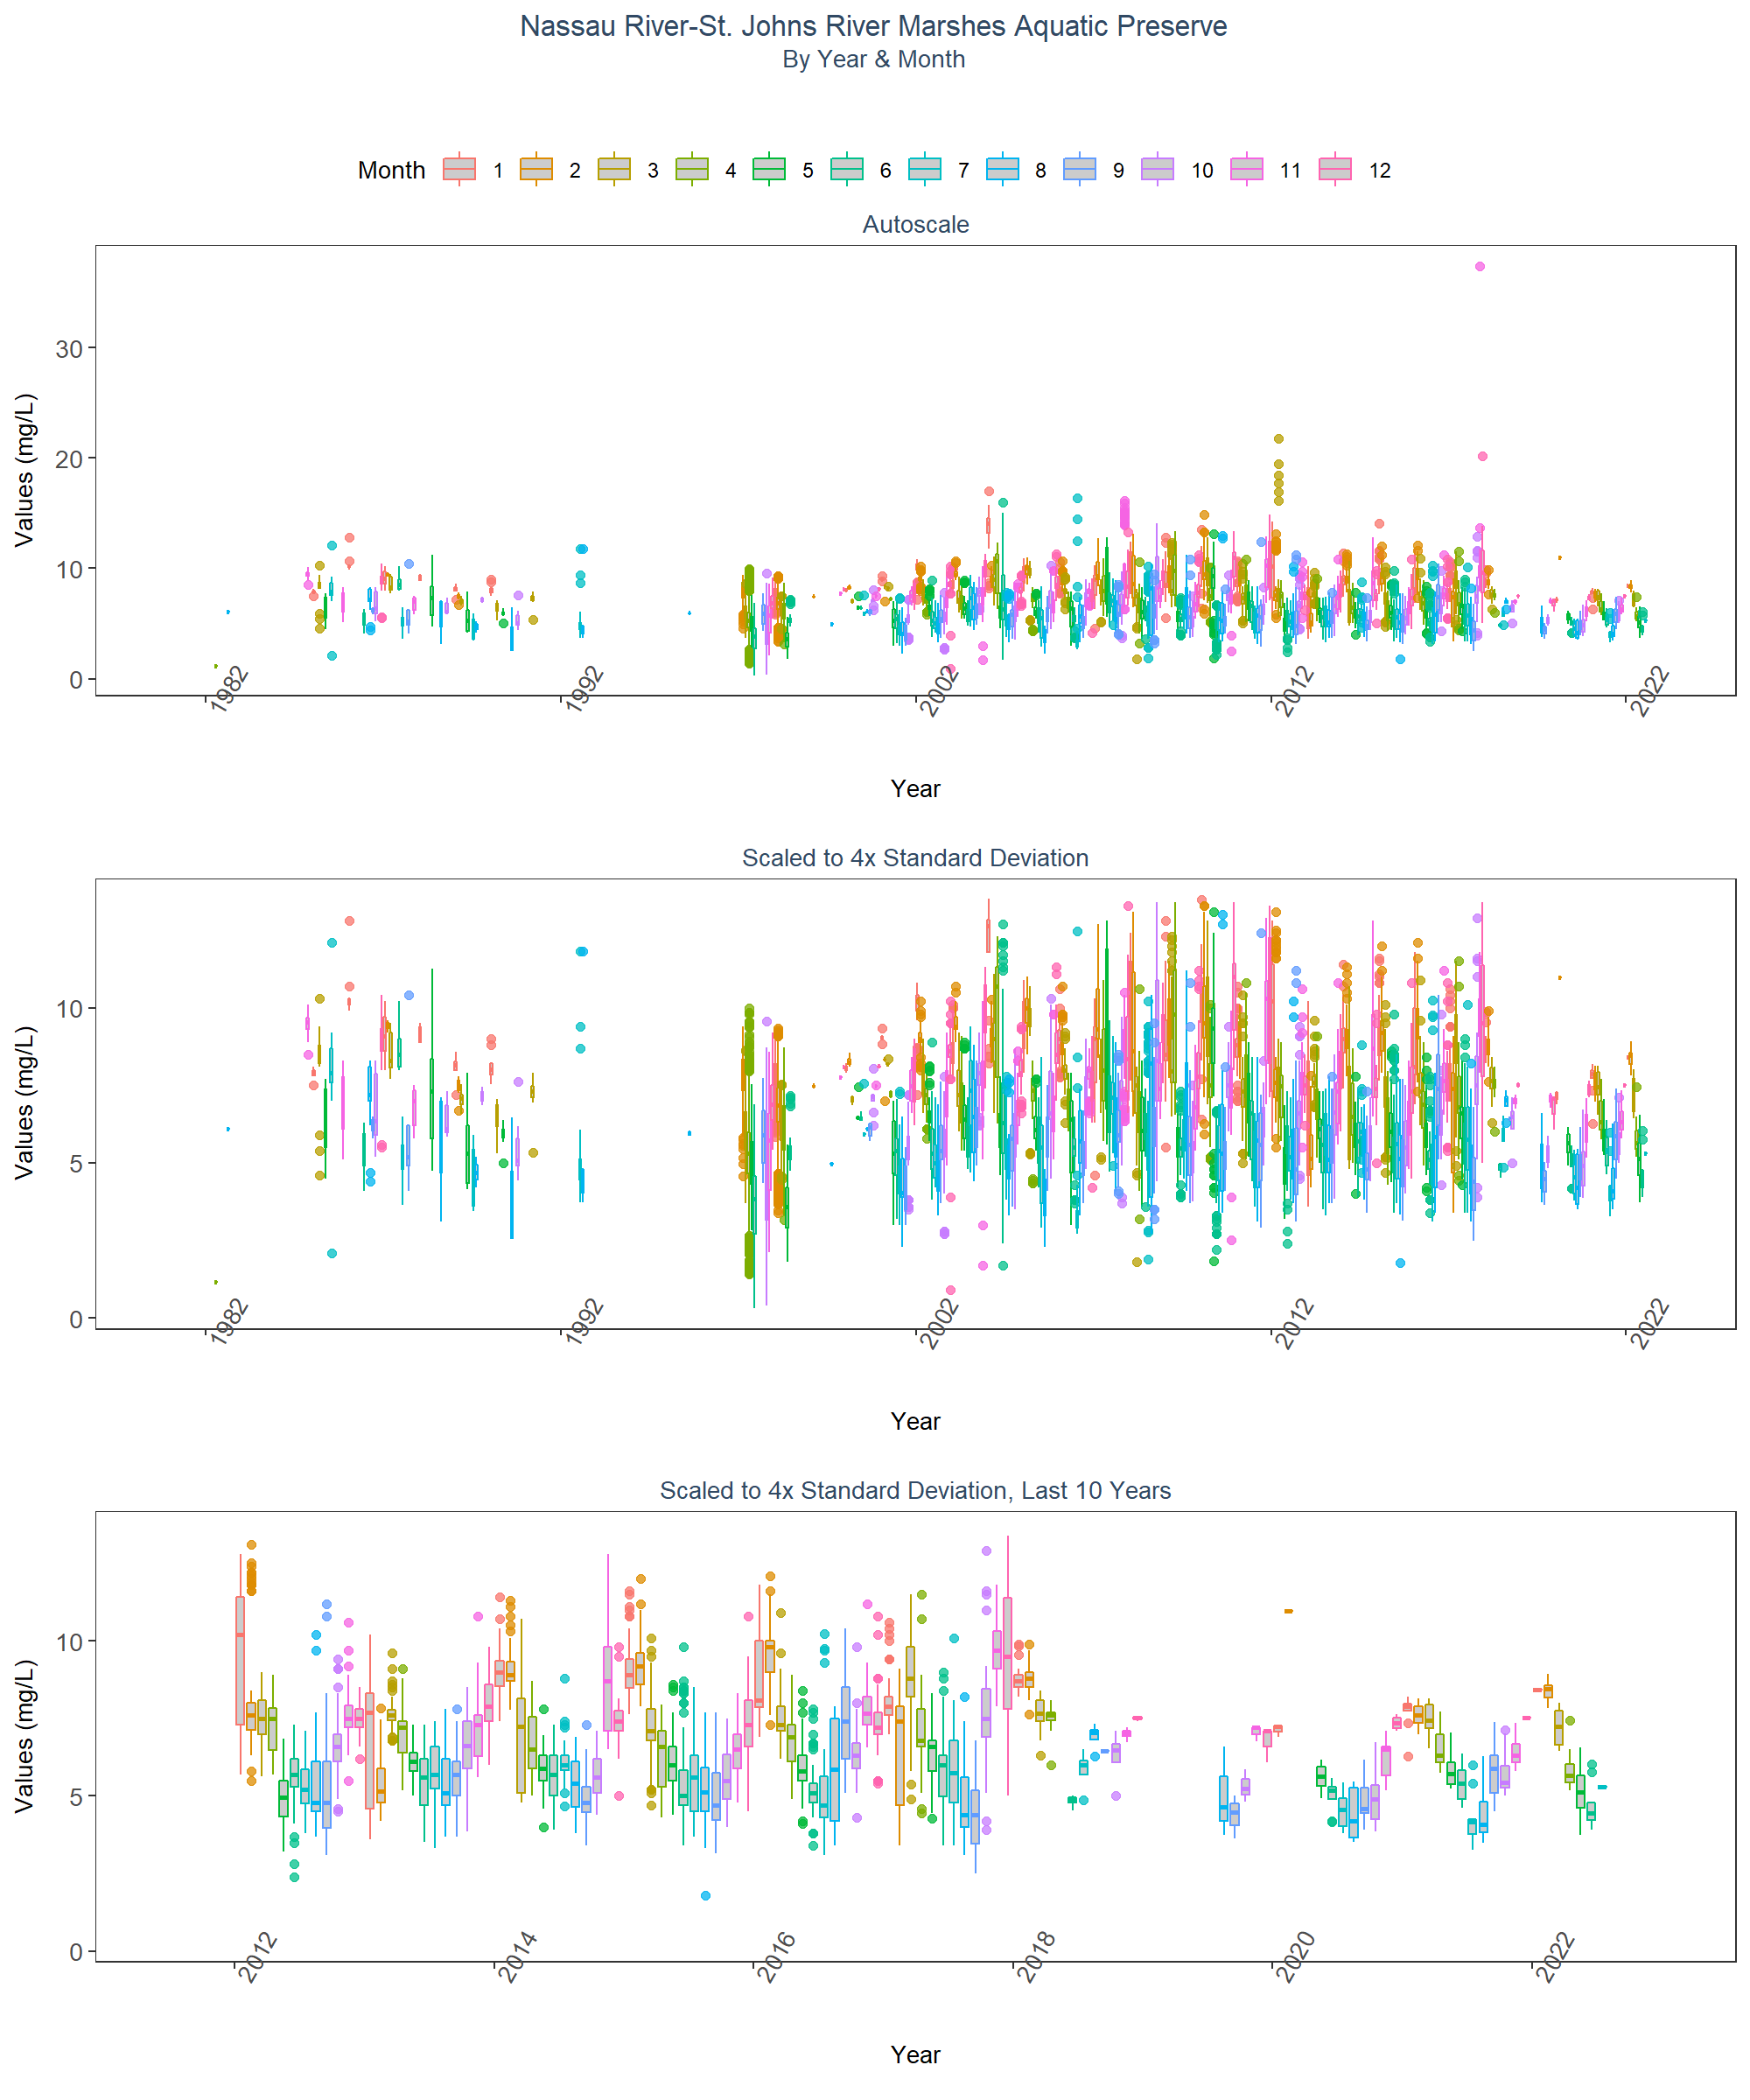 Nassau River-St. Johns River Marshes Aquatic Preserve
By Year & Month
Month 1 2 3 4 5 6 7 8 9 10 11 12
Autoscale
Values (mg/L)
30
20
10
0
1982 1992 2002 2012 2022
Year
Scaled to 4x Standard Deviation
Values (mg/L)
10
5
0
1982 1992 2002 2012 2022
Year
Scaled to 4x Standard Deviation, Last 10 Years
Values (mg/L)
10
5
0
2012 2014 2016 2018 2020 2022
Year